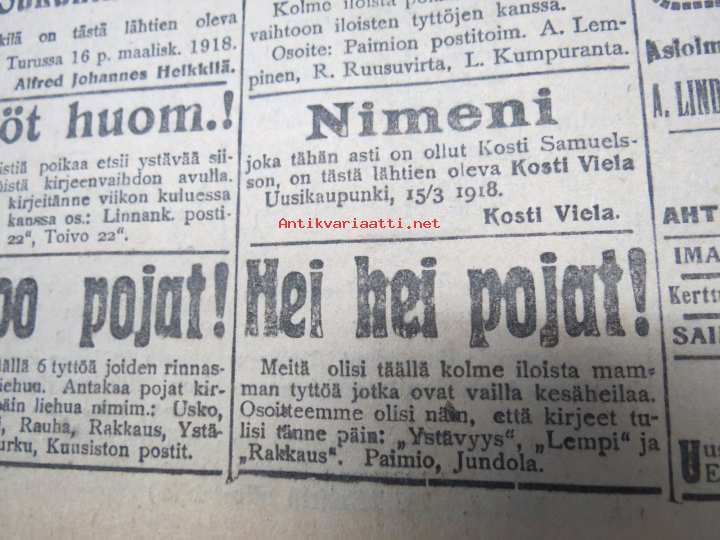 kilä on tästä lähtien oleva
Turussa 16 p. maalisk. 1918.
Alfred Johannes Heikkilä.
öt huom.!
poikaa etsii ystävää sii-
kirjeenvaihdon avulla.
kirjeitänne viikon kuluessa
kanssa os.: Linnank. posti-
22“, Toivo 22“.
pojat!
6 tyttöä joiden rinnas-
liehuu. Antakaa pojat kir-
päin liehua nimim.: Usko,
Rauha, Rakkaus, Ystä-
Kuusiston postit.
Kolme iloista
vaihtoon iloisten tyttöjen kanssa.
Osoite: Paimion postitoim. A. Lem-
pinen, R. Ruusuvirta, L. Kumpuranta.
Nimeni
joka tähän asti on ollut Kosti Samuels-
son, on tästä lähtien oleva Kosti Viela
Uusikaupunki, 15/3 1918.
Kosti Viela.
Antikvariaatti.net
Hei hei pojat!
Meitä olisi täällä kolme iloista mam-
man tyttöä jotka ovat vailla kesäheilaa.
Osoitteemme olisi näin, että kirjeet tu-
lisi tänne päin: „Ystävyys“, „Lempi“ ja
„Rakkaus“. Paimio, Jundola.
A. LIND
AHT
IMA
Kerttu
SAI